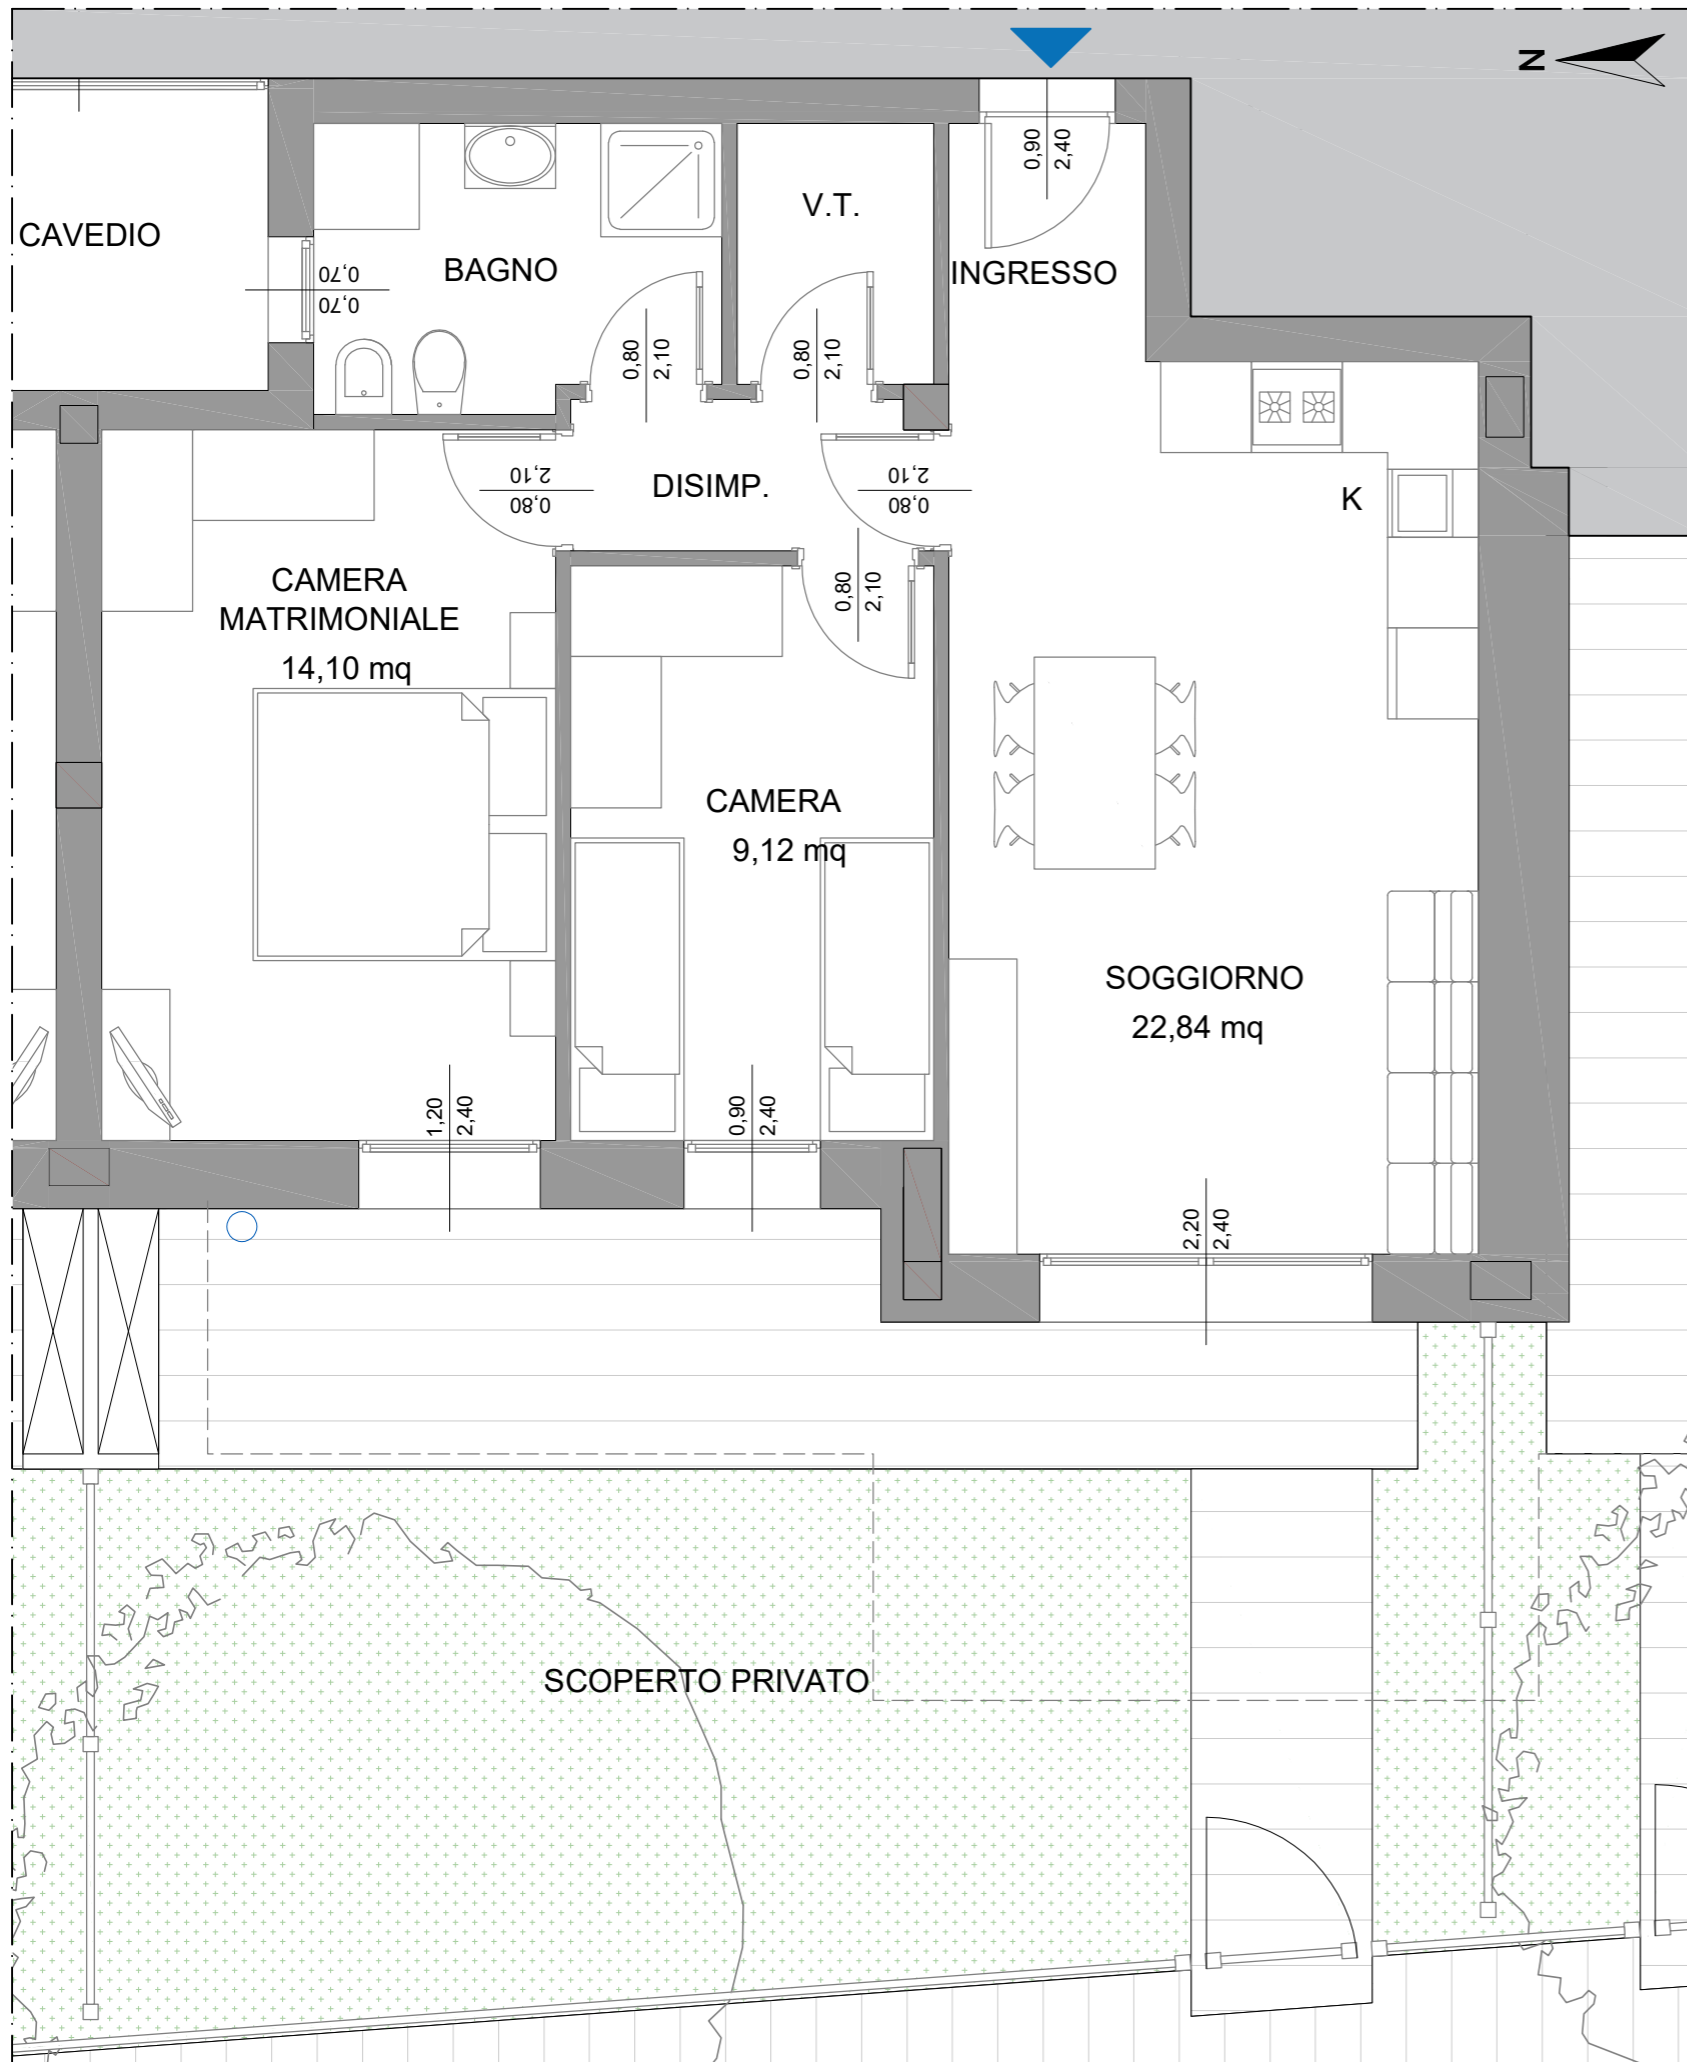 N
0,90
2,40
V.T.
CAVEDIO
BAGNO
INGRESSO
0,70
0,70
0,80
2,10
0,80
2,10
2,10
0,80
DISIMP.
2,10
0,80
K
CAMERA
MATRIMONIALE
14,10 mq
0,80
2,10
CAMERA
9,12 mq
SOGGIORNO
22,84 mq
1,20
2,40
0,90
2,40
2,20
2,40
SCOPERTO PRIVATO